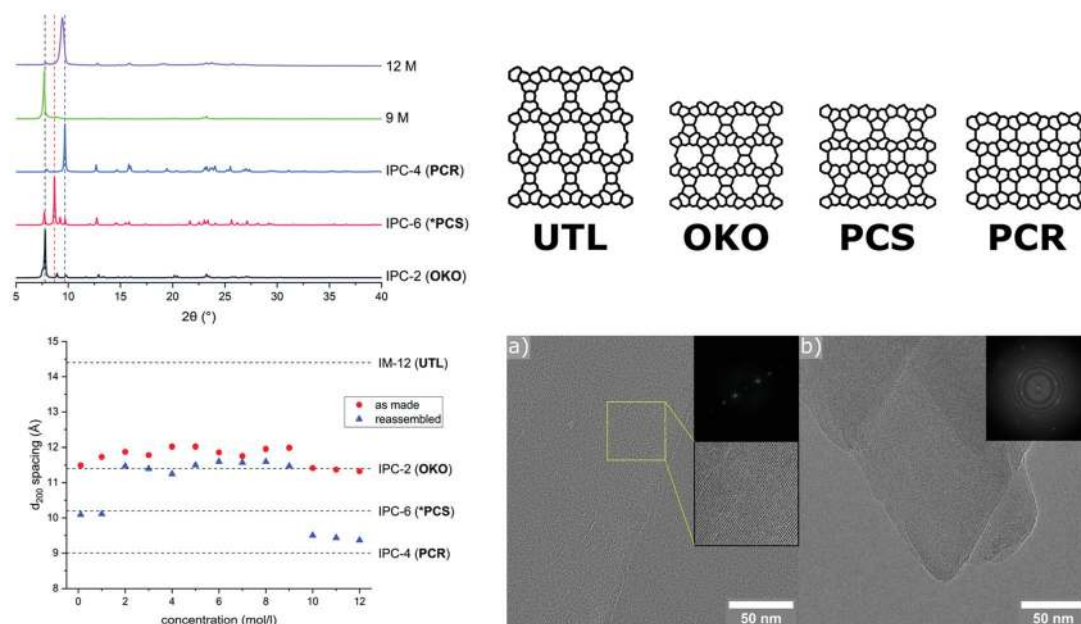 12 M
9 M
IPC-4 (PCR)
IPC-6 (*PCS)
IPC-2 (OKO)
5 10 15 20 25 30 35 40
2θ (°)
UTL OKO PCS PCR
15
14
13
12
11
10
9
8
d200 spacing (Å)
IM-12 (UTL)
as made
reassembled
IPC-2 (OKO)
IPC-6 (*PCS)
IPC-4 (PCR)
0 2 4 6 8 10 12
concentration (mol/l)
a)
50 nm
b)
50 nm